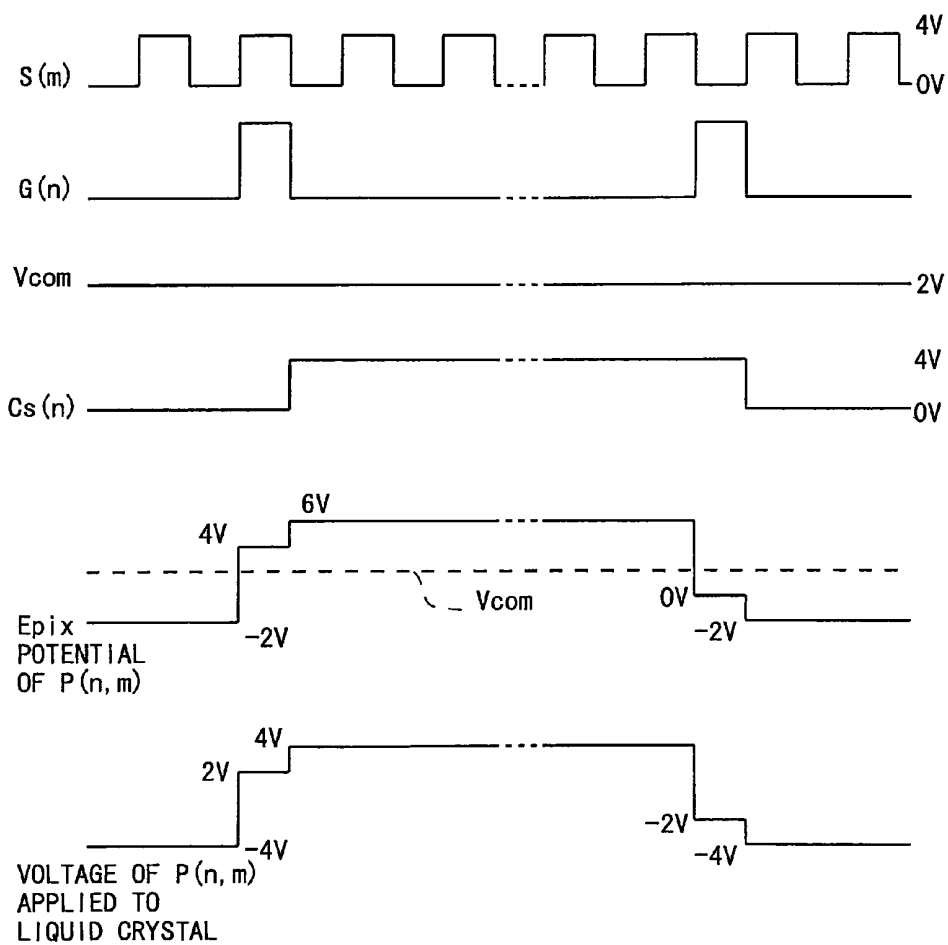 4V
S(m)
0V
G(n)
Vcom
2V
4V
Cs(n)
0V
6V
4V
Vcom
0V
Epix
-2V
-2V
POTENTIAL
OF P(n,m)
4V
2V
-2V
-4V
-4V
VOLTAGE OF P(n,m)
APPLIED TO
LIQUID CRYSTAL